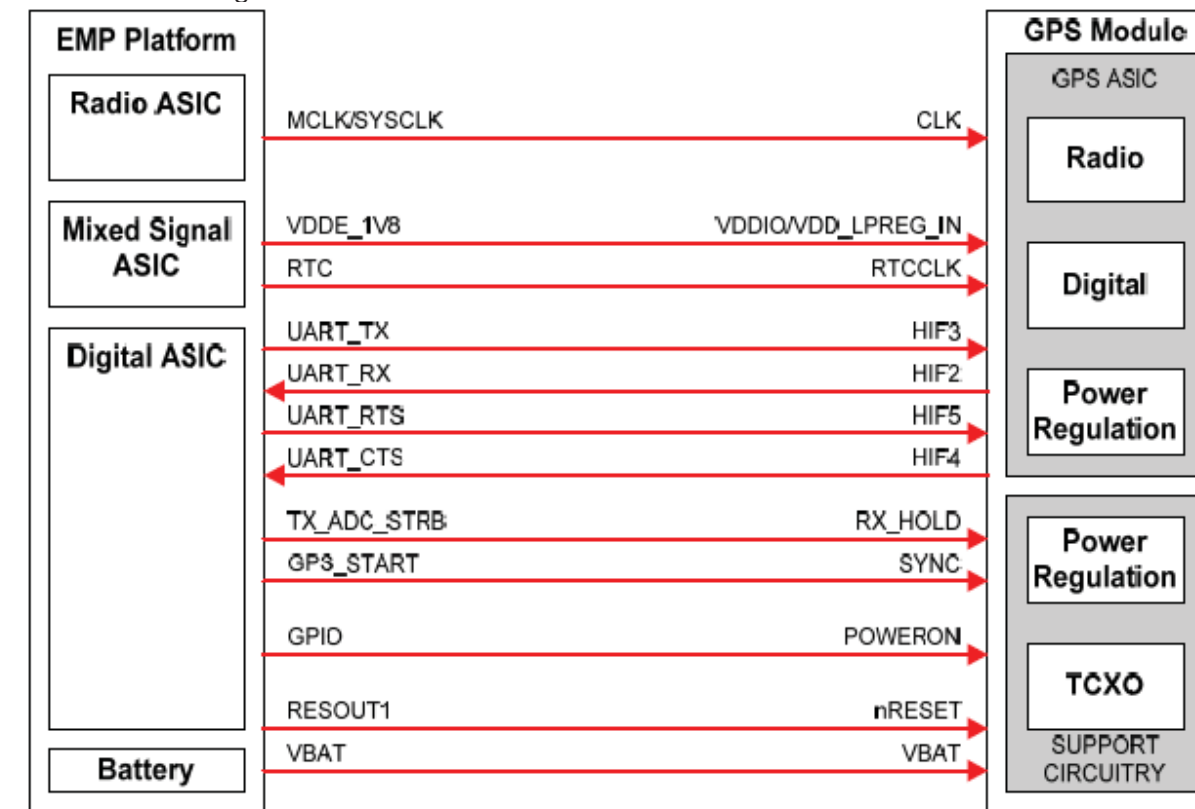 EMP Platform
Radio ASIC
Mixed Signal
ASIC
Digital ASIC
Battery
MCLK/SYSCLK CLK
VDDE_1V8 VDDIO/VDD_LPREG_IN
RTC RTCCLK
UART_TX HIF3
UART_RX HIF2
UART_RTS HIF5
UART_CTS HIF4
TX_ADC_STRB RX_HOLD
GPS_START SYNC
GPIO POWERON
RESOUT1 nRESET
VBAT VBAT
GPS Module
GPS ASIC
Radio
Digital
Power
Regulation
Power
Regulation
TCXO
SUPPORT
CIRCUITRY